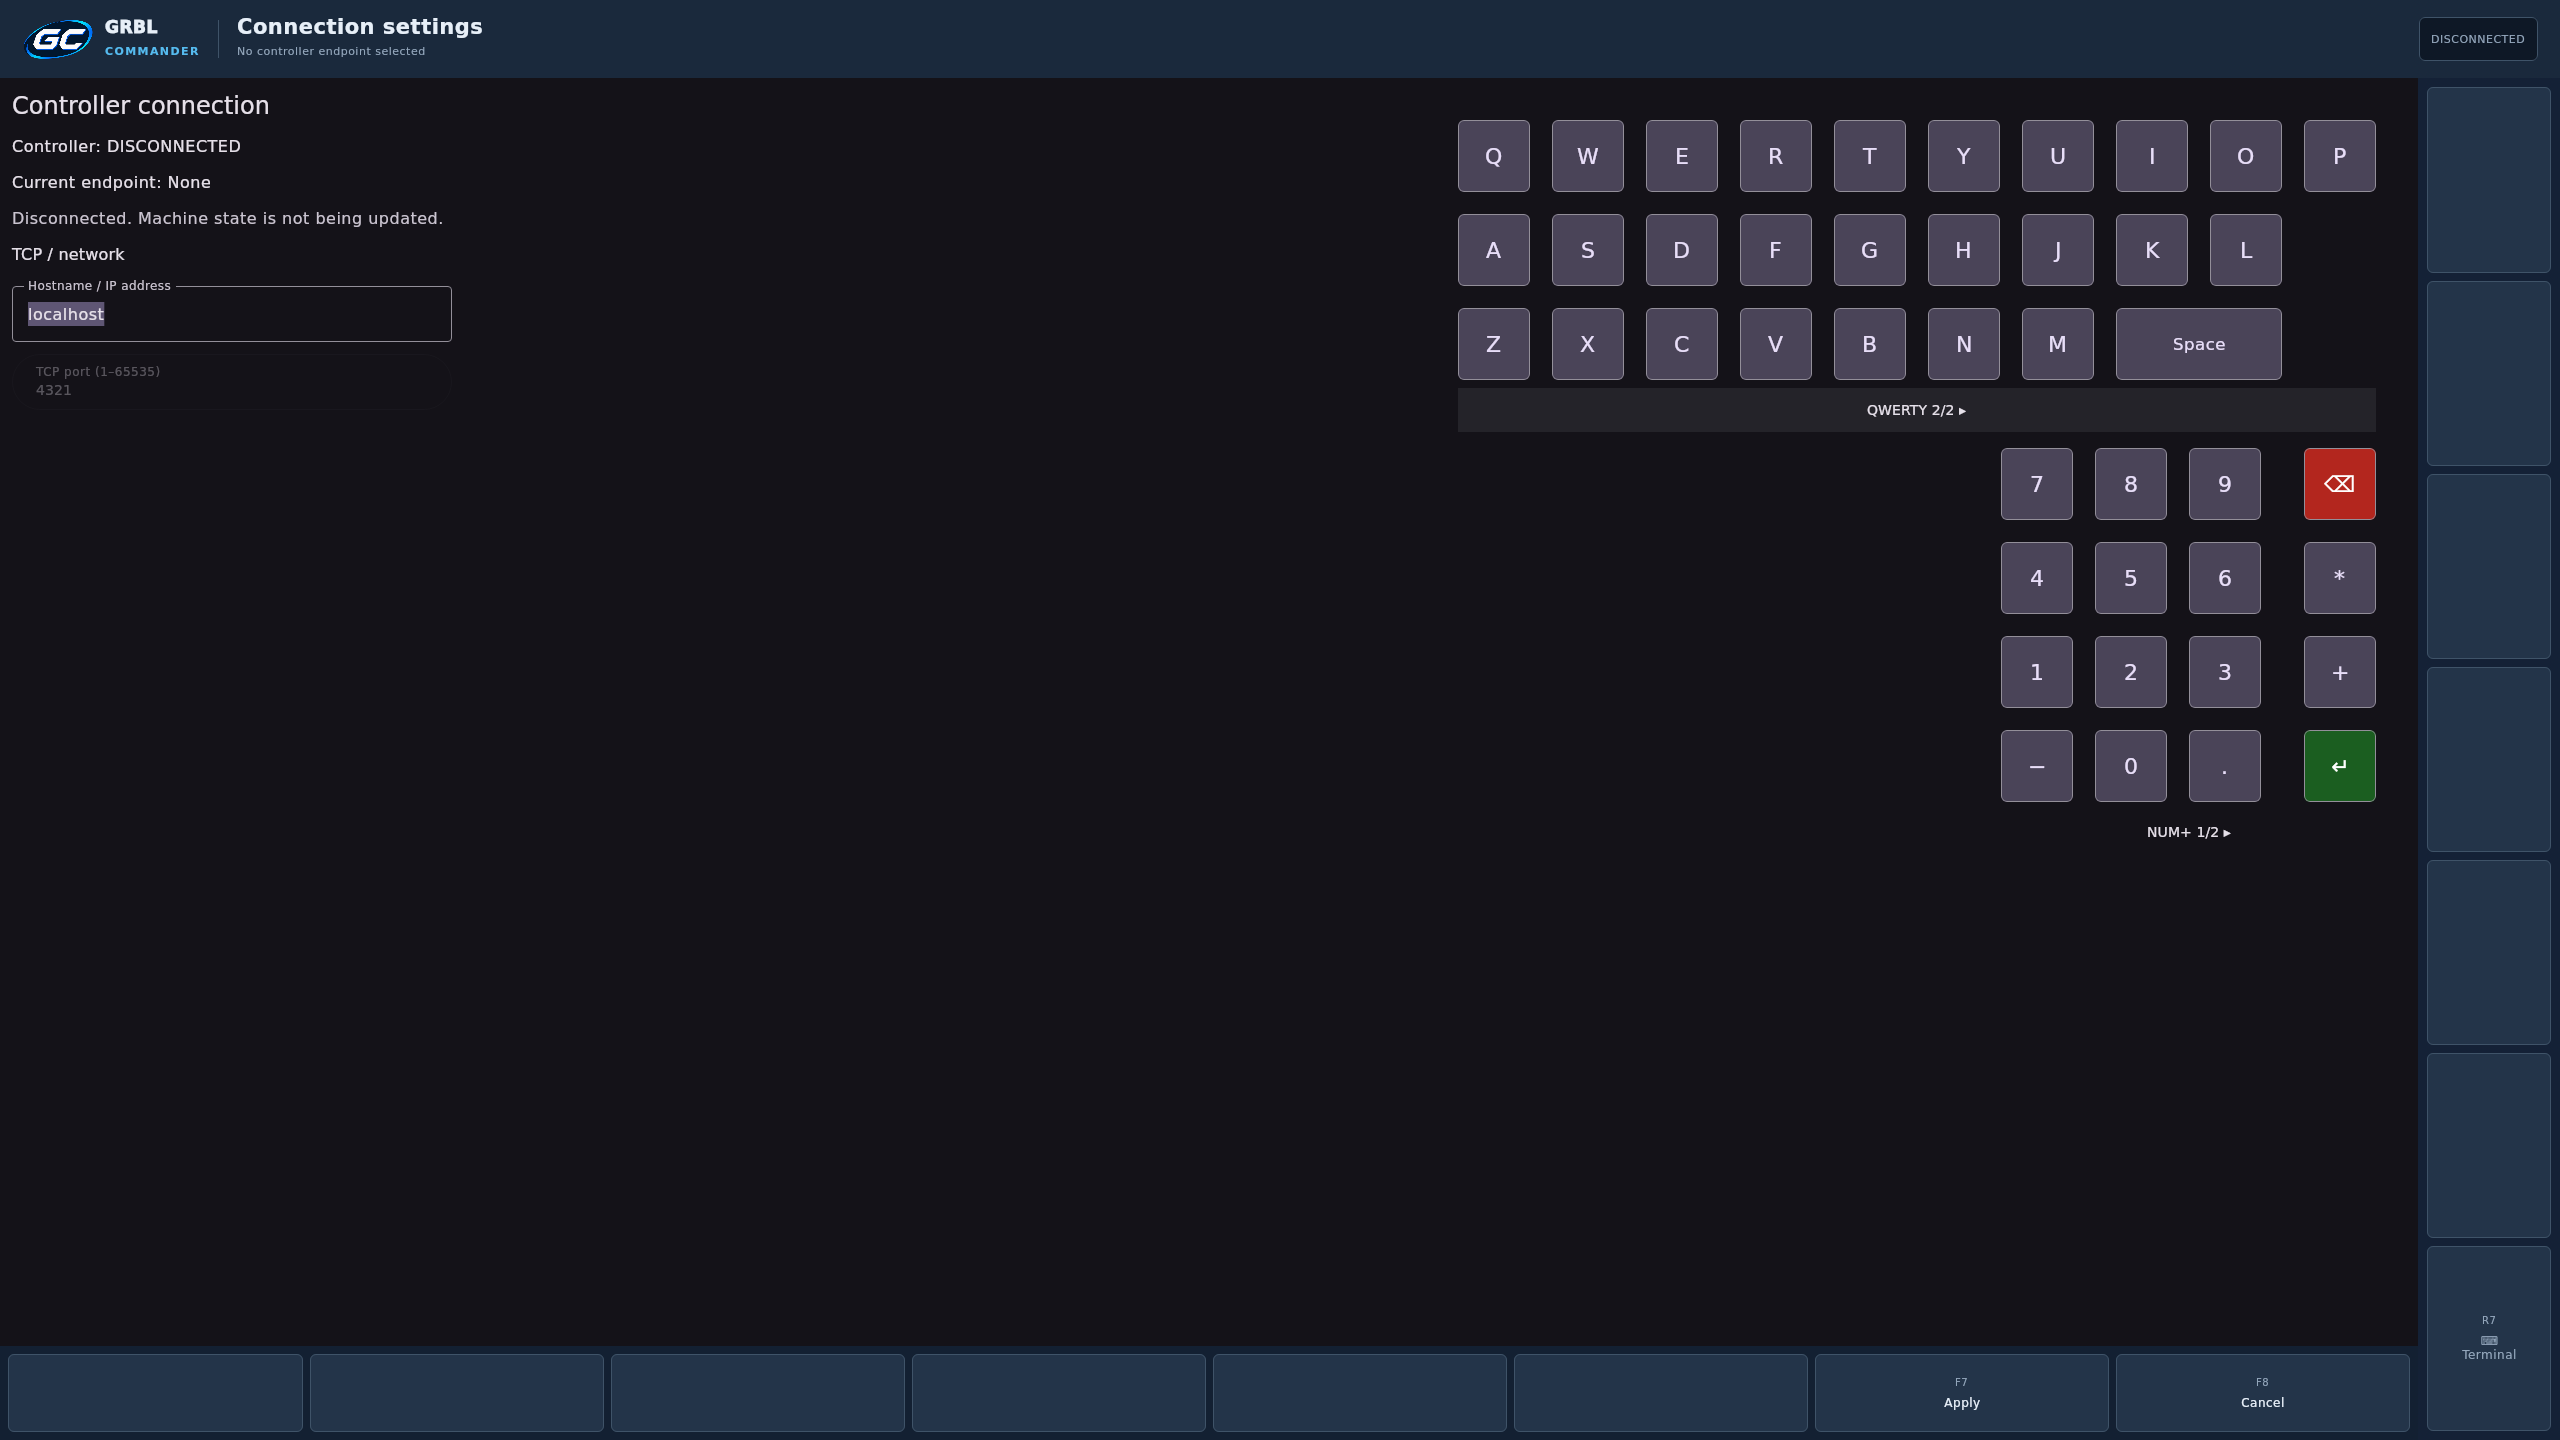 GC
GRBL
COMMANDER
Connection settings
No controller endpoint selected
DISCONNECTED
Controller connection
Controller: DISCONNECTED
Current endpoint: None
Disconnected. Machine state is not being updated.
TCP / network
Hostname / IP address
localhost
TCP port (1–65535)
4321
Q W E R T Y U I O P
A S D F G H J K L
Z X C V B N M Space
QWERTY 2/2 ▸
7 8 9 ⌫
4 5 6 *
1 2 3 +
− 0 . ↵
NUM+ 1/2 ▸
R7
⌨
Terminal
F7
Apply
F8
Cancel